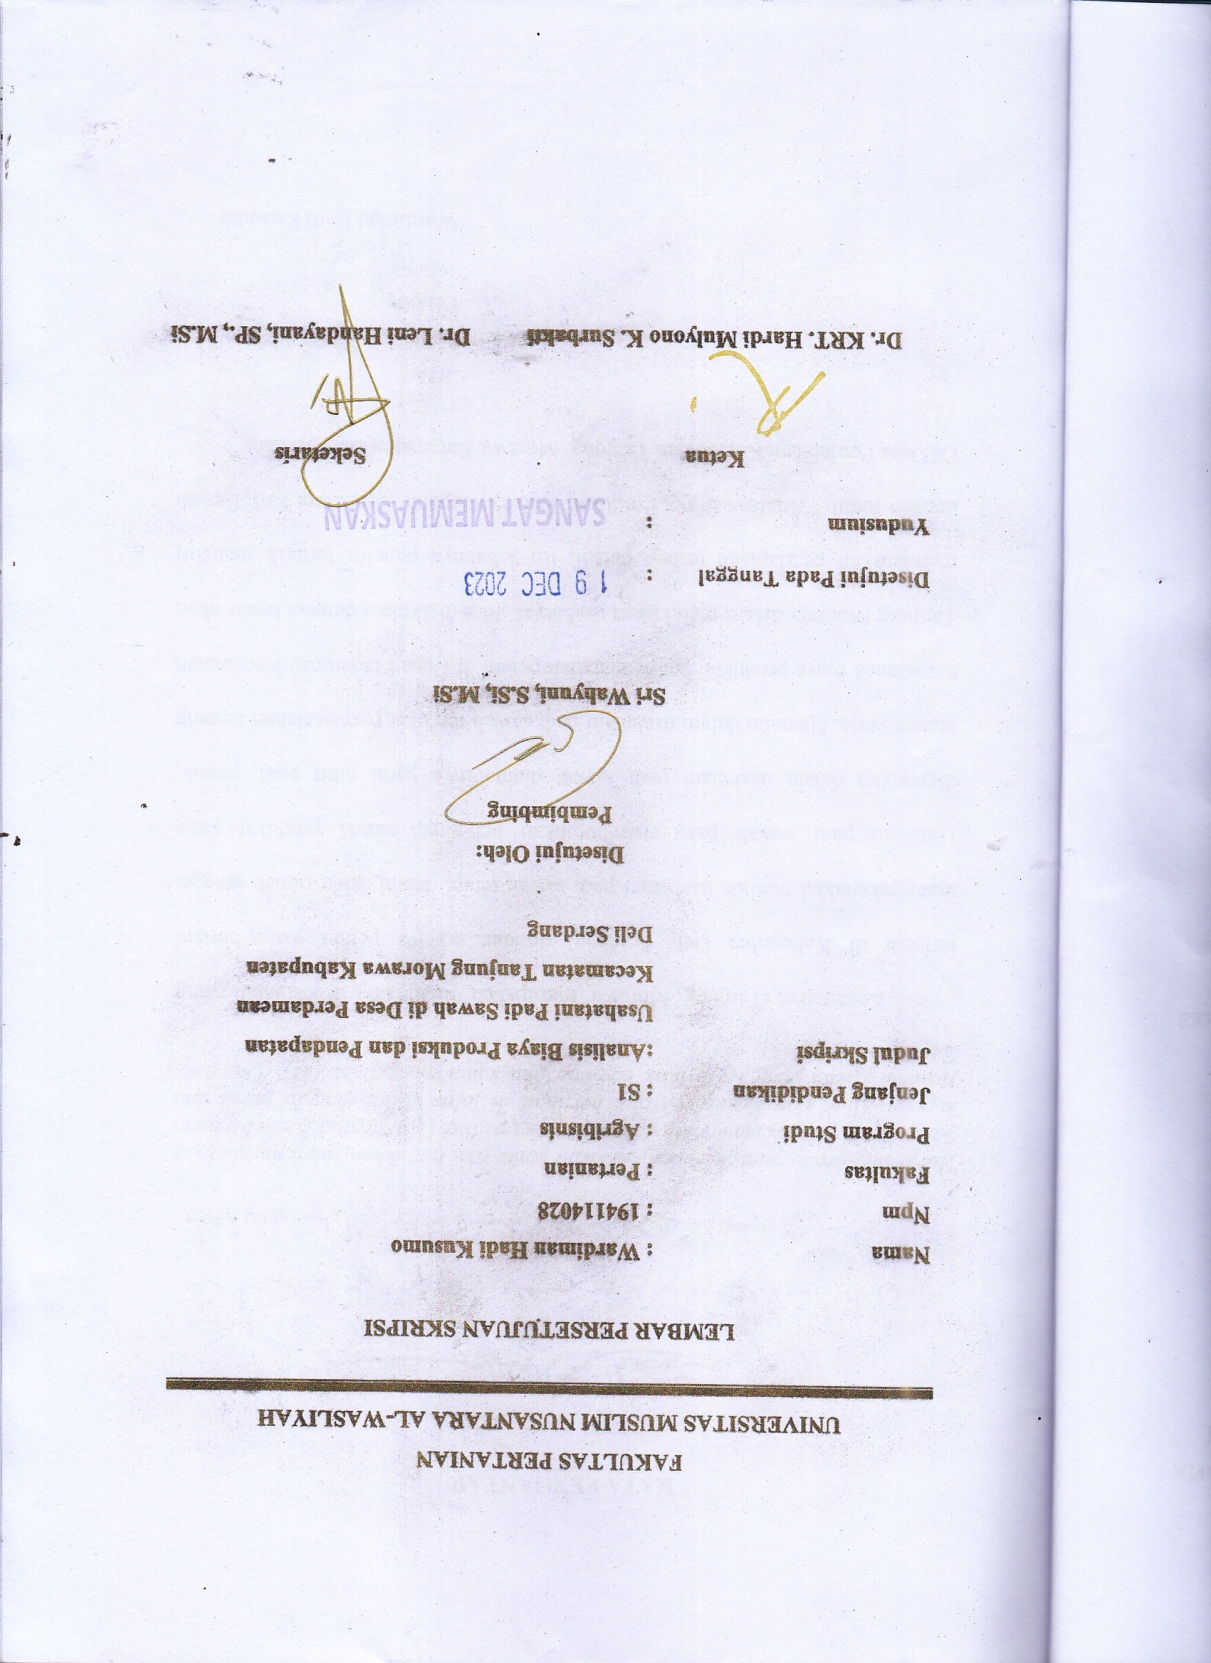 FAKULTAS PERTANIAN
UNIVERSITAS MUSLIM NUSANTARA AL-WASLIYAH
LEMBAR PERSETUJUAN SKRIPSI
Nama : Wardiman Hadi Kusumo
Npm : 194114028
Fakultas : Pertanian
Program Studi : Agribisnis
Jenjang Pendidikan : S1
Judul Skripsi :Analisis Biaya Produksi dan Pendapatan
Usahatani Padi Sawah di Desa Perdamean
Kecamatan Tanjung Morawa Kabupaten
Deli Serdang
Disetujui Oleh:
Pembimbing
Sri Wahyuni, S.Si, M.Si
Disetujui Pada Tanggal : 19 DEC 2023
Yudusium : SANGAT MEMUASKAN
Ketua Seketaris
Dr. KRT. Hardi Mulyono K. Surbakti Dr. Leni Handayani, SP., M.Si